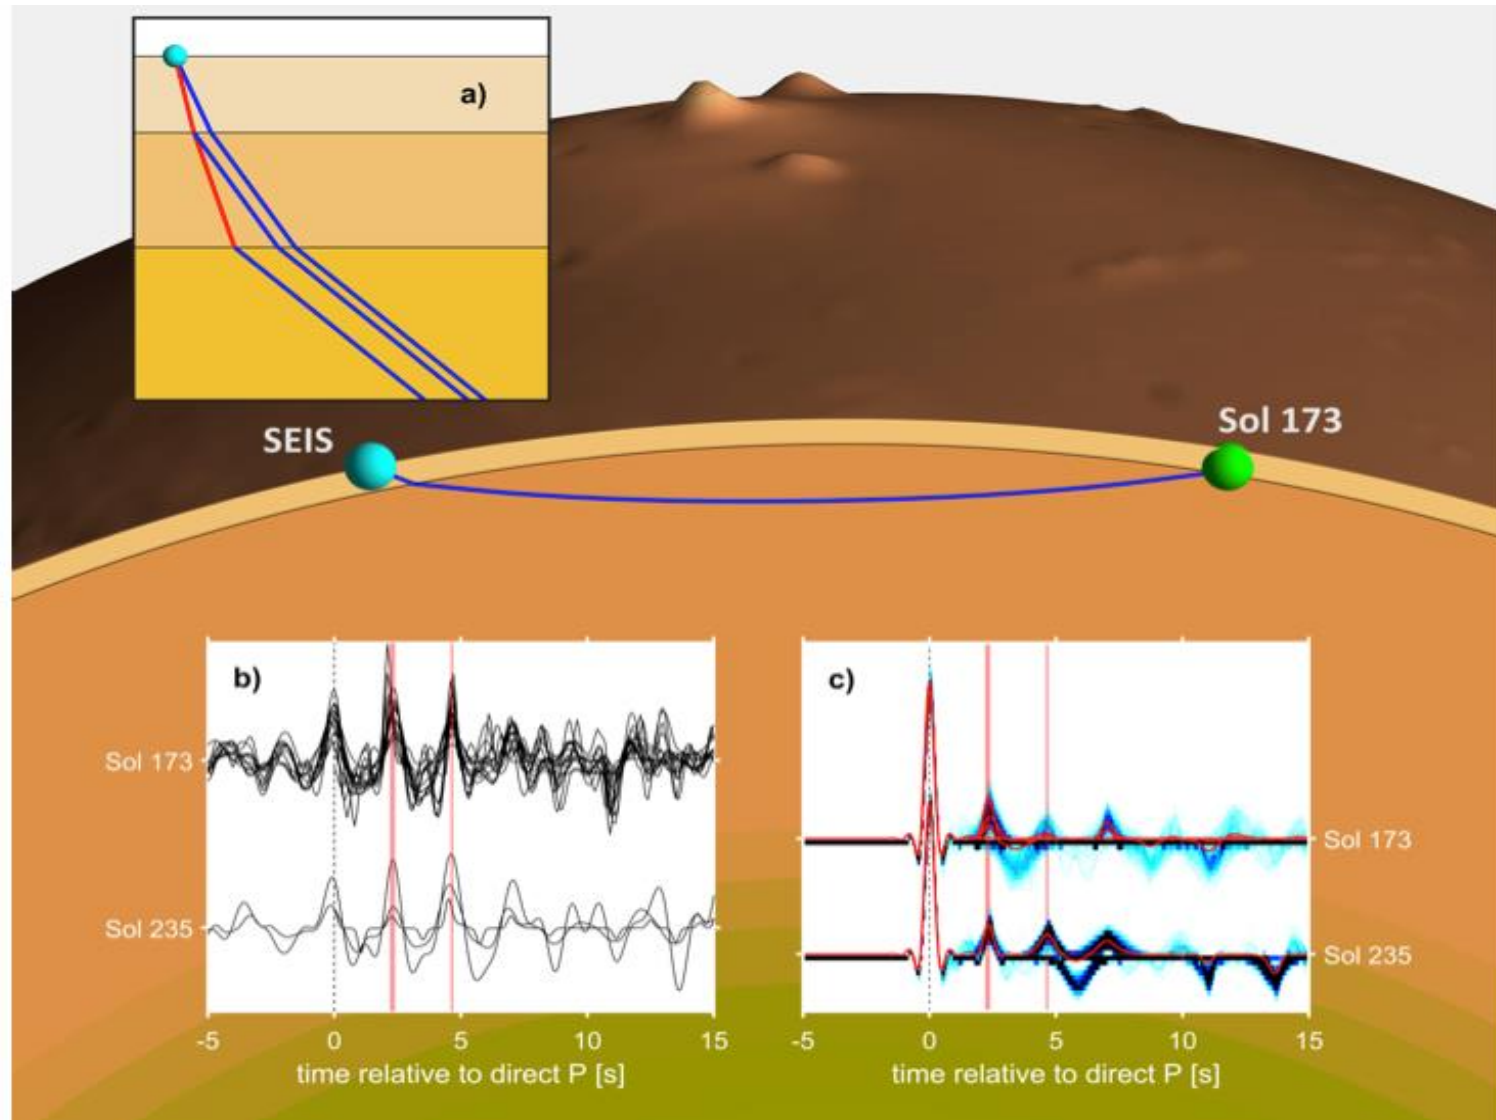 a)
SEIS
Sol 173
b)
Sol 173
Sol 235
-5 0 5 10 15
time relative to direct P [s]
c)
Sol 173
Sol 235
-5 0 5 10 15
time relative to direct P [s]